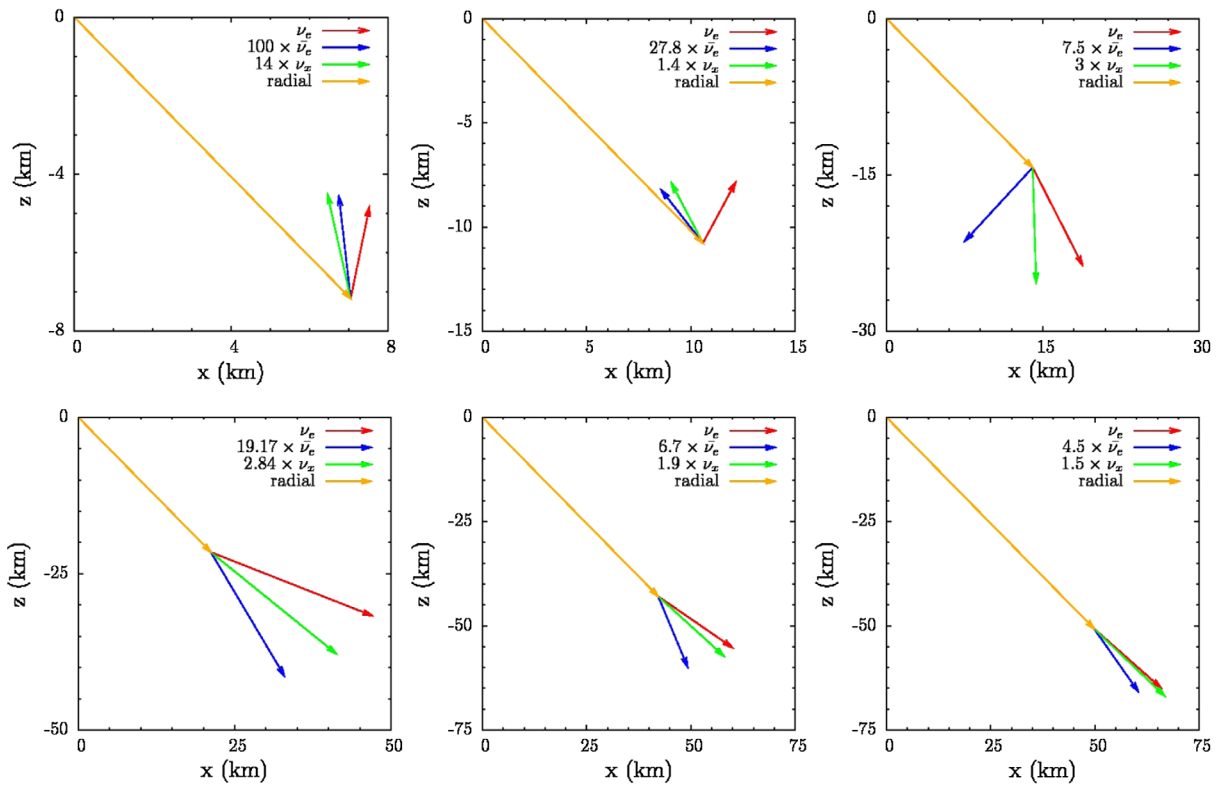 0
-4
-8
z (km)
ν_e
100 × ν̄_e
14 × ν_x
radial
0 4 8
x (km)
0
-5
-10
-15
z (km)
ν_e
27.8 × ν̄_e
1.4 × ν_x
radial
0 5 10 15
x (km)
0
-15
-30
z (km)
ν_e
7.5 × ν̄_e
3 × ν_x
radial
0 15 30
x (km)
0
-25
-50
z (km)
ν_e
19.17 × ν̄_e
2.84 × ν_x
radial
0 25 50
x (km)
0
-25
-50
-75
z (km)
ν_e
6.7 × ν̄_e
1.9 × ν_x
radial
0 25 50 75
x (km)
0
-25
-50
-75
z (km)
ν_e
4.5 × ν̄_e
1.5 × ν_x
radial
0 25 50 75
x (km)